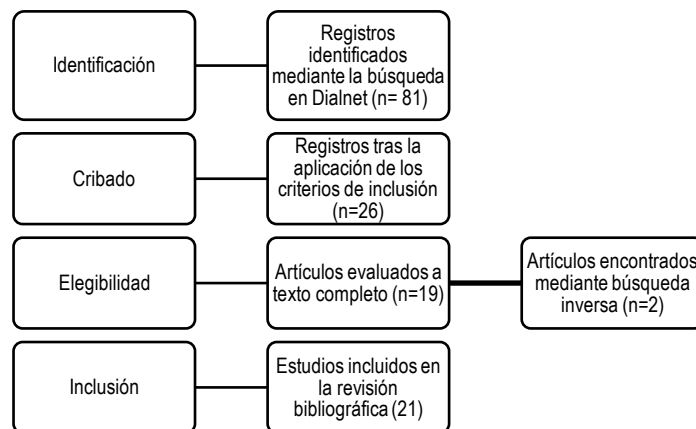 Identificación
Registros
identificados
mediante la búsqueda
en Dialnet (n= 81)
Cribado
Registros tras la
aplicación de los
criterios de inclusión
(n=26)
Elegibilidad
Artículos evaluados a
texto completo (n=19)
Artículos encontrados
mediante búsqueda
inversa (n=2)
Inclusión
Estudios incluidos en
la revisión
bibliográfica (21)